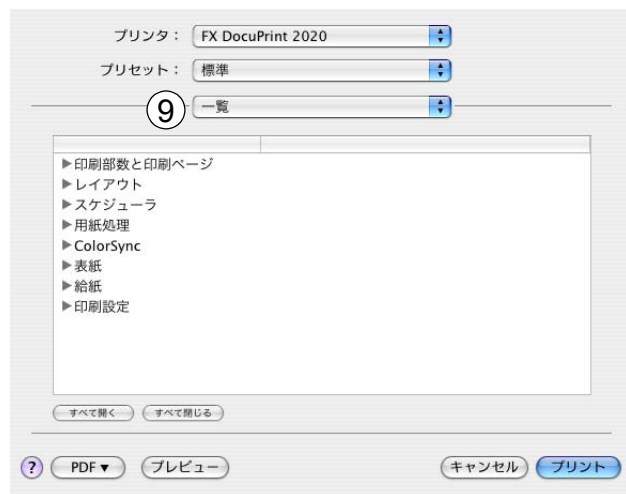 プリンタ： FX DocuPrint 2020
プリセット： 標準
⑨ 一覧
▶印刷部数と印刷ページ
▶レイアウト
▶スケジューラ
▶用紙処理
▶ColorSync
▶表紙
▶給紙
▶印刷設定
すべて開く すべて閉じる
? PDF▼ プレビュー キャンセル プリント